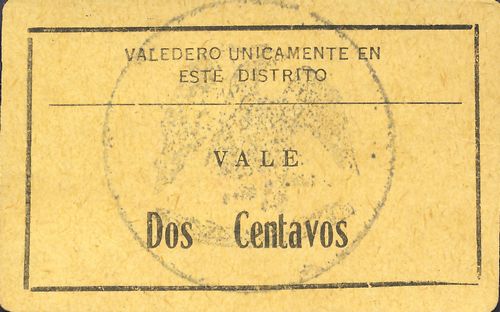 VALEDERO UNICAMENTE EN
ESTE DISTRITO
VALE
Dos Centavos